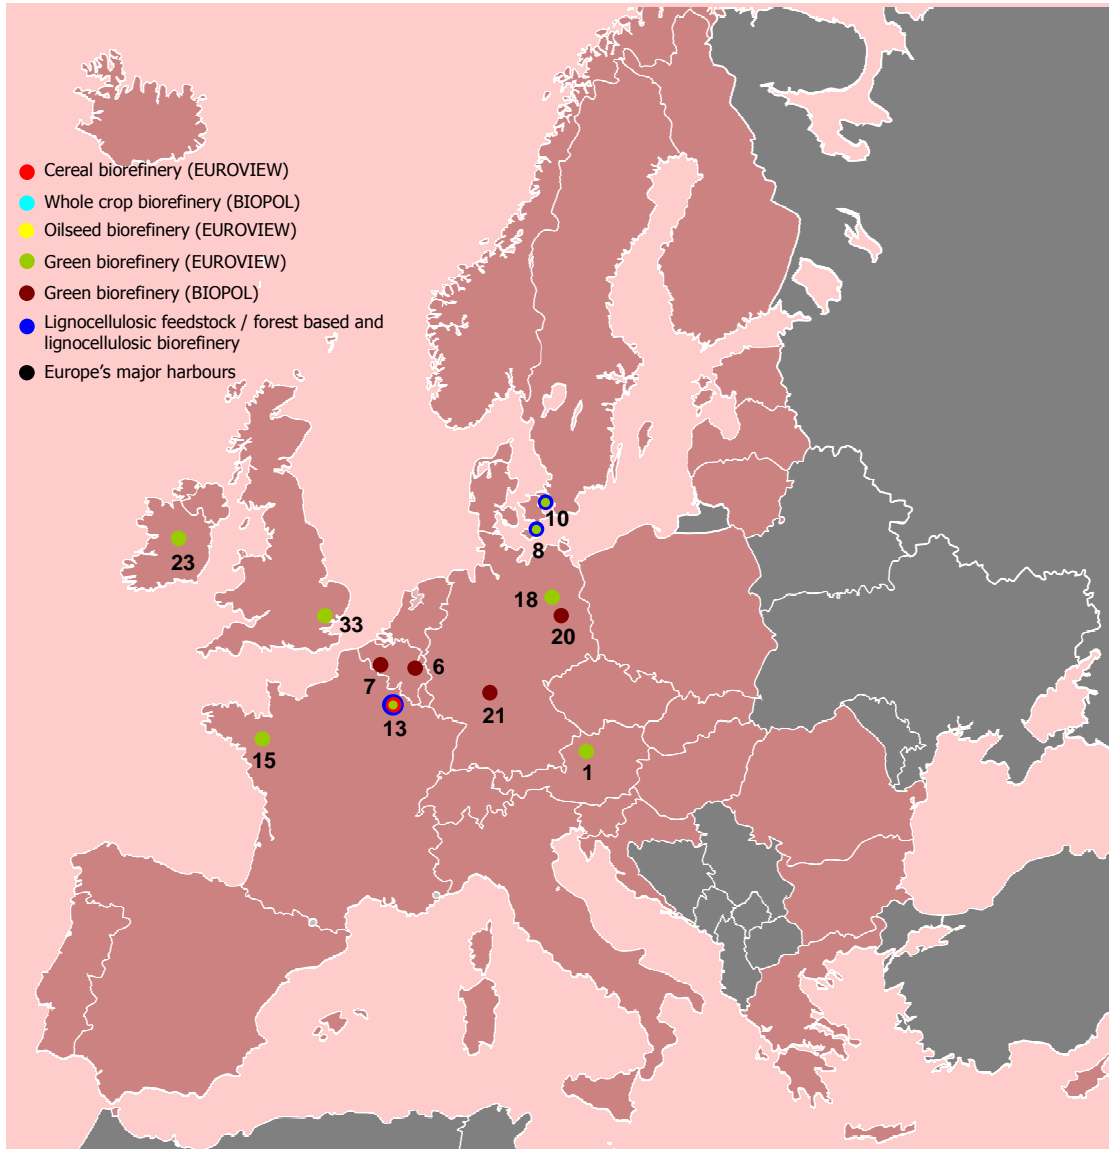 Cereal biorefinery (EUROVIEW)
Whole crop biorefinery (BIOPOL)
Oilseed biorefinery (EUROVIEW)
Green biorefinery (EUROVIEW)
Green biorefinery (BIOPOL)
Lignocellulosic feedstock / forest based and
lignocellulosic biorefinery
Europe's major harbours
10
8
23
18
33
20
6
7
21
13
15
1